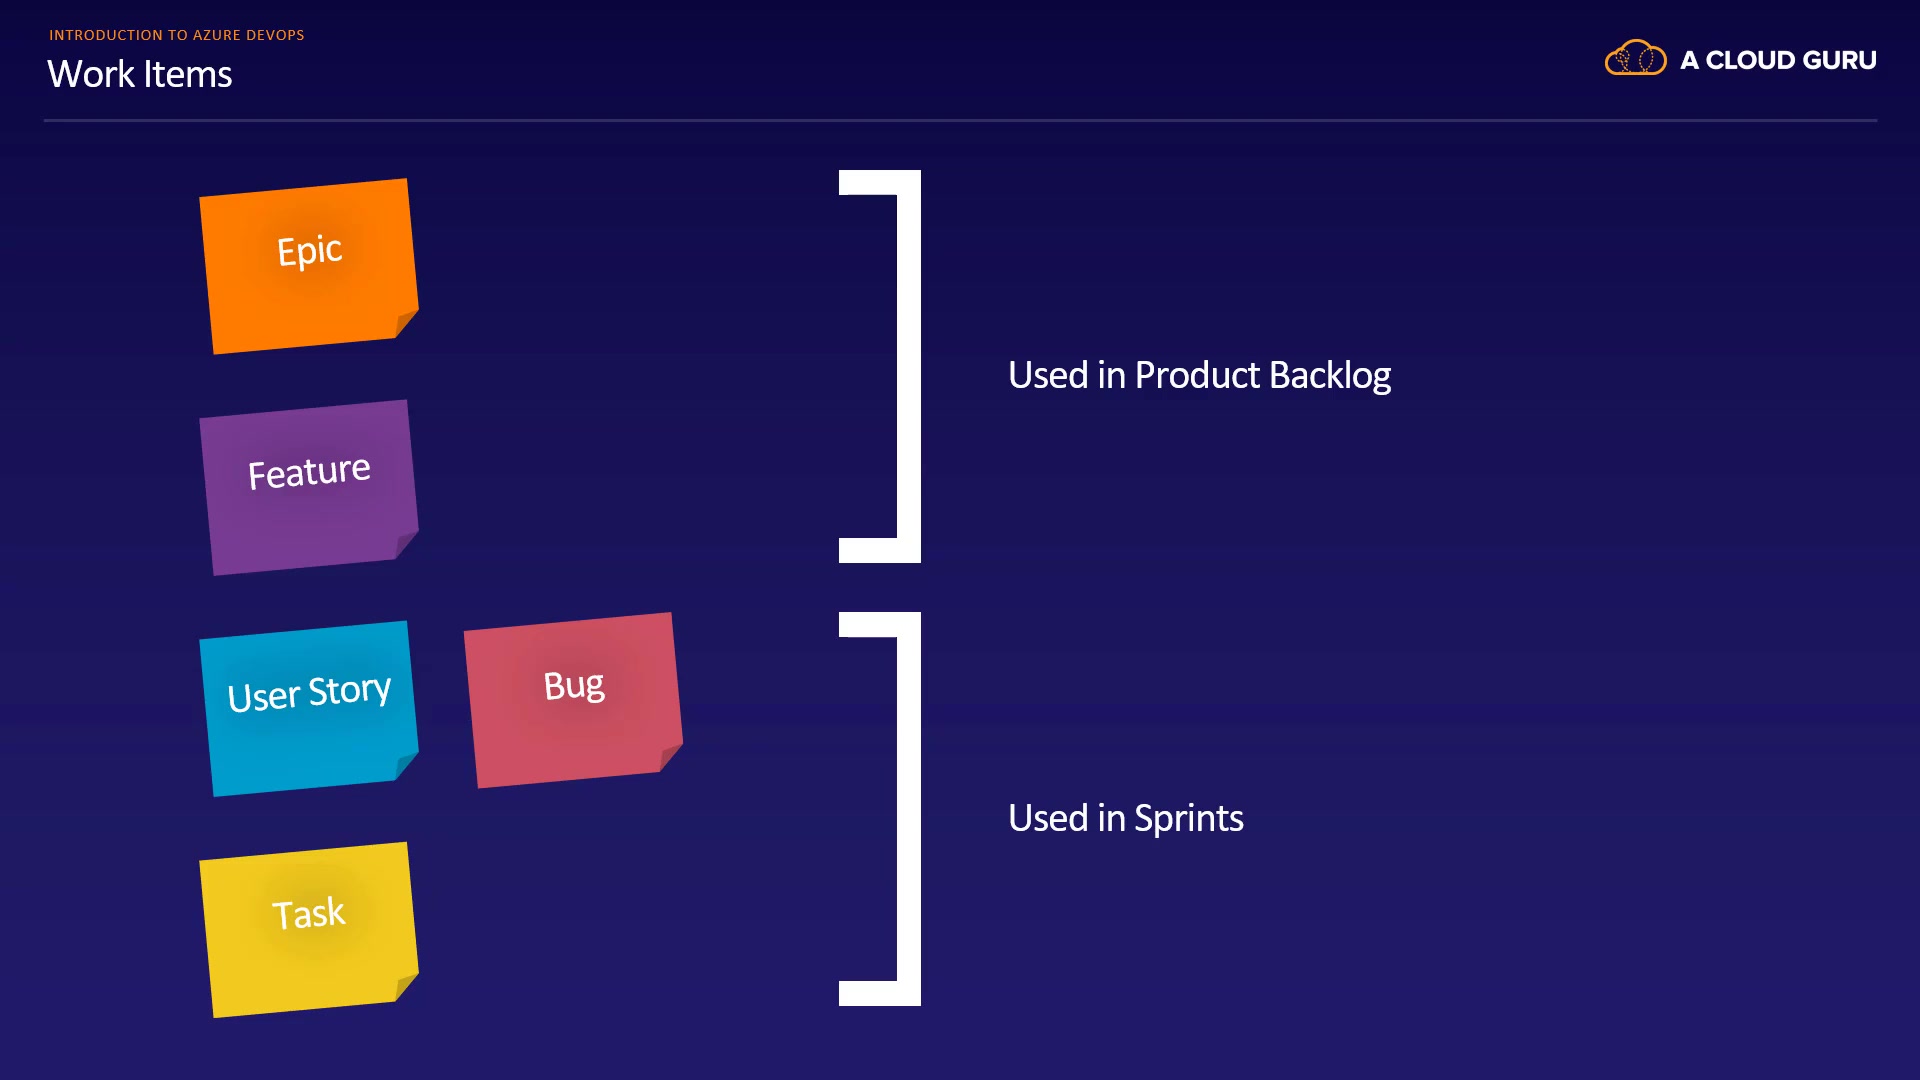 INTRODUCTION TO AZURE DEVOPS
Work Items
A CLOUD GURU
Epic
Feature
Used in Product Backlog
User Story
Bug
Task
Used in Sprints